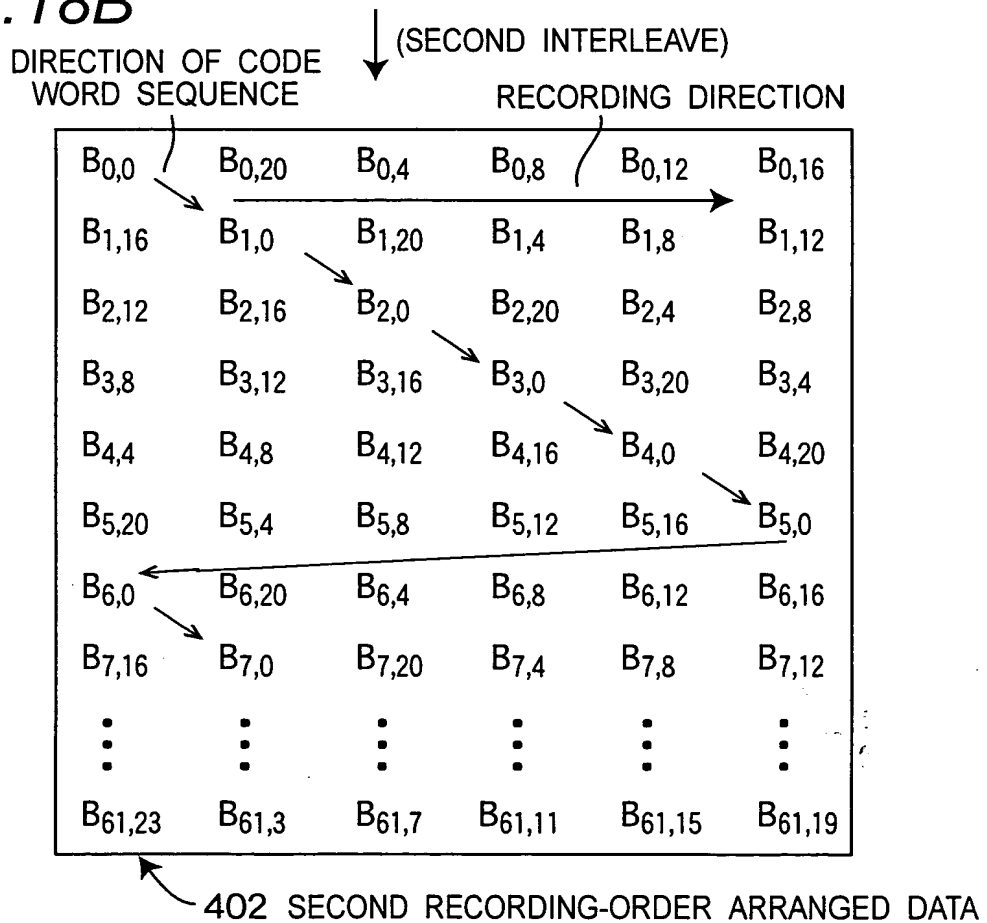 .18B
(SECOND INTERLEAVE)
DIRECTION OF CODE
WORD SEQUENCE
RECORDING DIRECTION
B0,0 B0,20 B0,4 B0,8 B0,12 B0,16
B1,16 B1,0 B1,20 B1,4 B1,8 B1,12
B2,12 B2,16 B2,0 B2,20 B2,4 B2,8
B3,8 B3,12 B3,16 B3,0 B3,20 B3,4
B4,4 B4,8 B4,12 B4,16 B4,0 B4,20
B5,20 B5,4 B5,8 B5,12 B5,16 B5,0
B6,0 B6,20 B6,4 B6,8 B6,12 B6,16
B7,16 B7,0 B7,20 B7,4 B7,8 B7,12
B61,23 B61,3 B61,7 B61,11 B61,15 B61,19
402 SECOND RECORDING-ORDER ARRANGED DATA